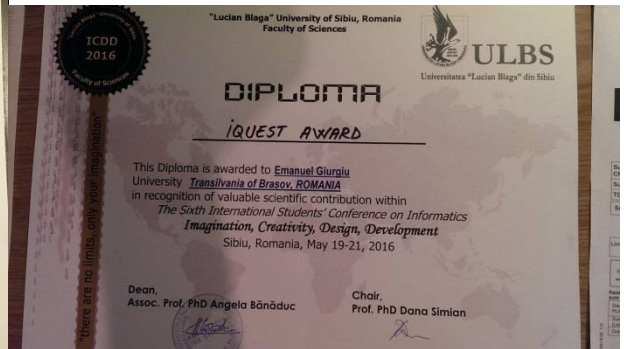 "Lucian Blaga" University of Sibiu, Romania
Faculty of Sciences
ICDD
2016
Faculty of Sciences
ULBS
Universitatea "Lucian Blaga" din Sibiu
DIPLOMA
iQUEST AWARD
This Diploma is awarded to Emanuel Giurgiu
University Transilvania of Brasov, ROMANIA
in recognition of valuable scientific contribution within
The Sixth International Students' Conference on Informatics
Imagination, Creativity, Design, Development
Sibiu, Romania, May 19-21, 2016
"there are no limits, only your imagination"
Dean,
Assoc. Prof. PhD Angela Bănăduc
Chair,
Prof. PhD Dana Simian